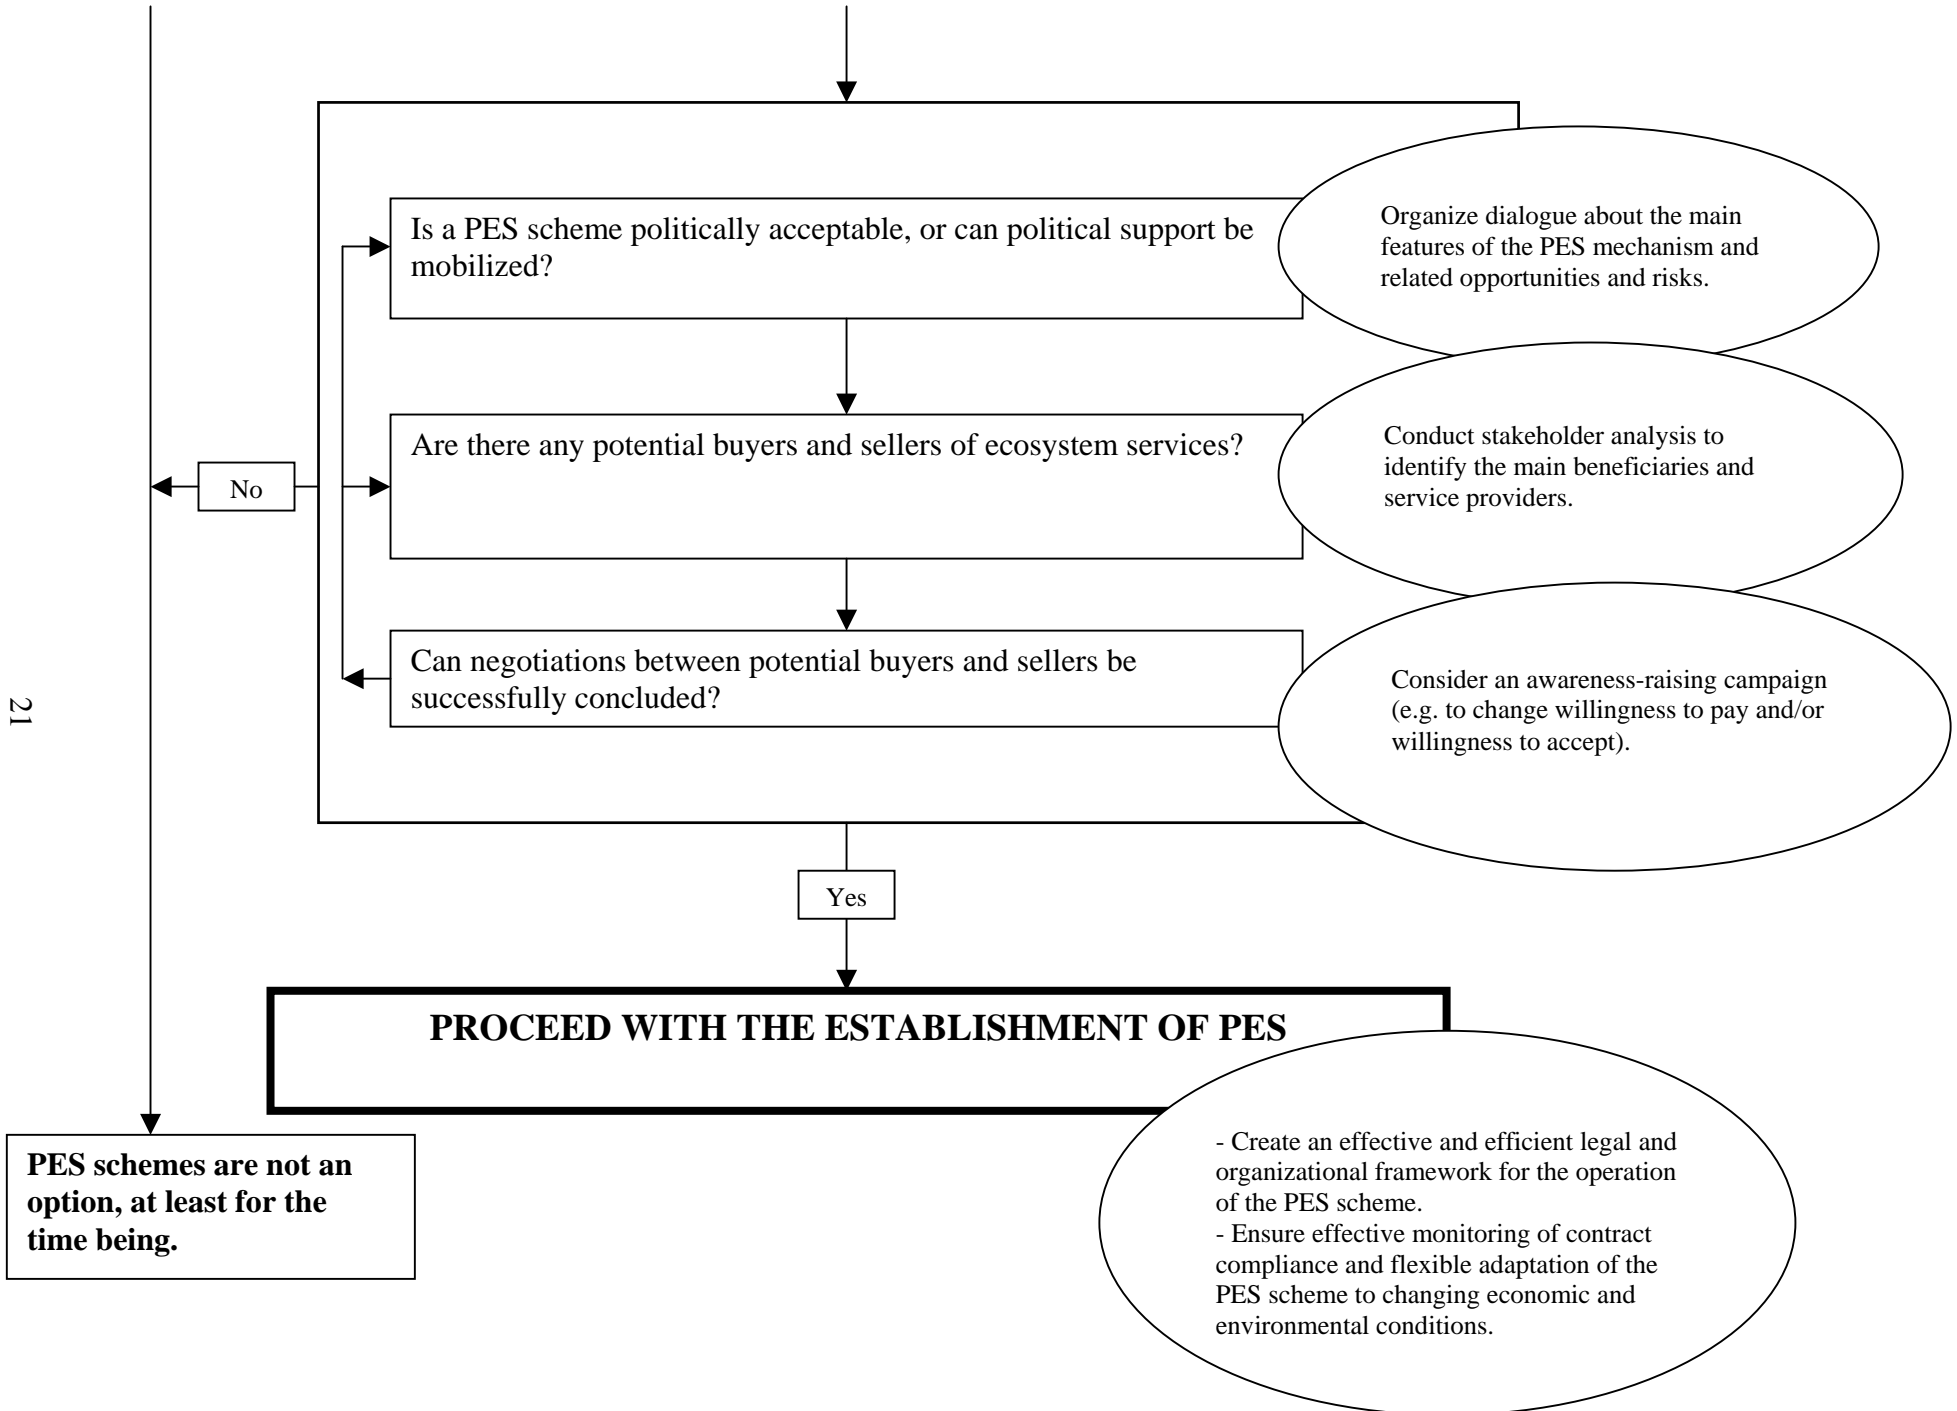 Is a PES scheme politically acceptable, or can political support be
mobilized?
Organize dialogue about the main
features of the PES mechanism and
related opportunities and risks.
Are there any potential buyers and sellers of ecosystem services?
Conduct stakeholder analysis to
identify the main beneficiaries and
service providers.
No
Can negotiations between potential buyers and sellers be
successfully concluded?
Consider an awareness-raising campaign
(e.g. to change willingness to pay and/or
willingness to accept).
21
Yes
PROCEED WITH THE ESTABLISHMENT OF PES
PES schemes are not an
option, at least for the
time being.
- Create an effective and efficient legal and
organizational framework for the operation
of the PES scheme.
- Ensure effective monitoring of contract
compliance and flexible adaptation of the
PES scheme to changing economic and
environmental conditions.